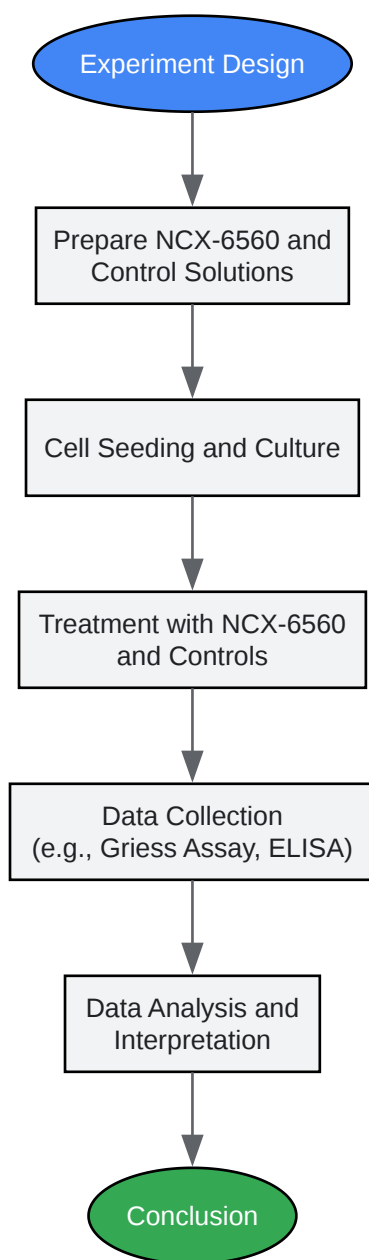 Experiment Design
Prepare NCX-6560 and
Control Solutions
Cell Seeding and Culture
Treatment with NCX-6560
and Controls
Data Collection
(e.g., Griess Assay, ELISA)
Data Analysis and
Interpretation
Conclusion